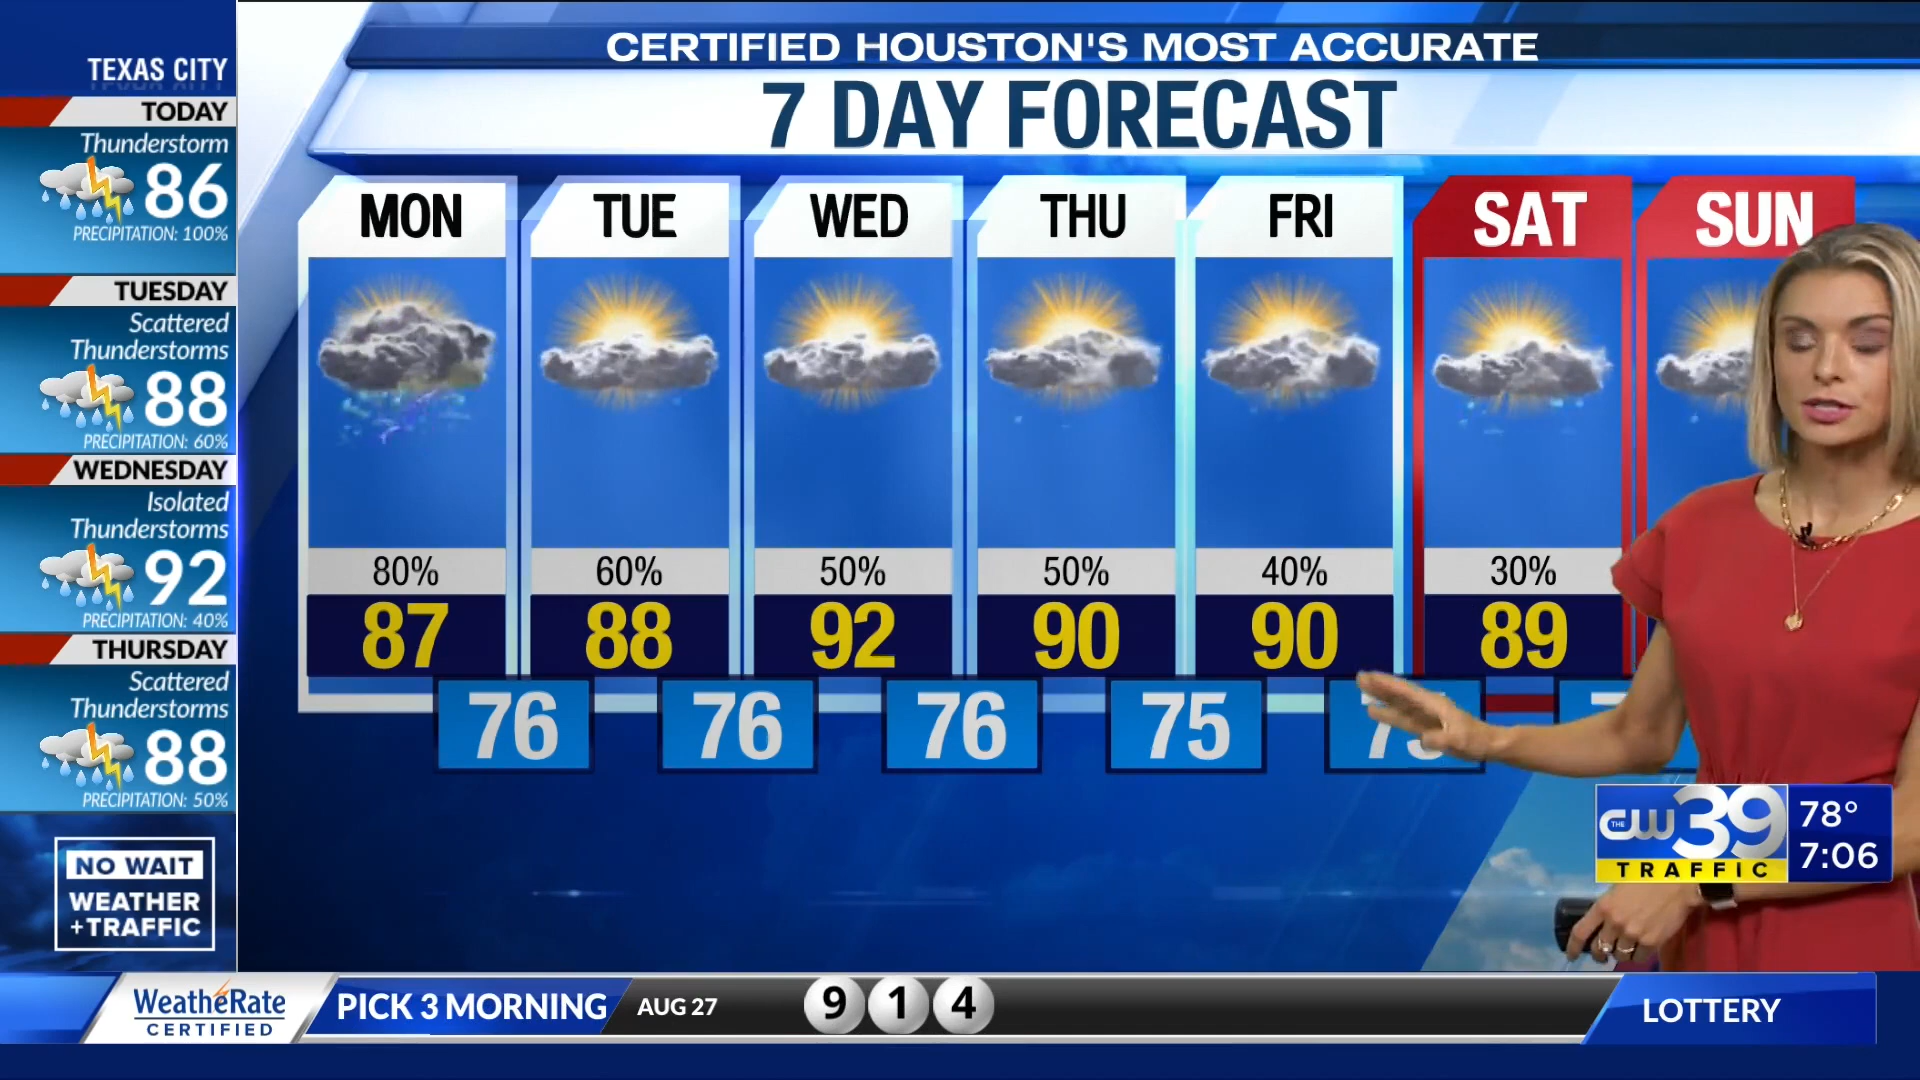 TEXAS CITY
TODAY
Thunderstorm
86
PRECIPITATION: 100%
TUESDAY
Scattered
Thunderstorms
88
PRECIPITATION: 60%
WEDNESDAY
Isolated
Thunderstorms
92
PRECIPITATION: 40%
THURSDAY
Scattered
Thunderstorms
88
PRECIPITATION: 50%
NO WAIT
WEATHER
+TRAFFIC
CERTIFIED HOUSTON'S MOST ACCURATE
7 DAY FORECAST
MON TUE WED THU FRI SAT SUN
80% 60% 50% 50% 40% 30%
87 88 92 90 90 89
76 76 76 75
THE CW 39 78°
TRAFFIC 7:06
WeatheRate
CERTIFIED
PICK 3 MORNING AUG 27 9 1 4 LOTTERY